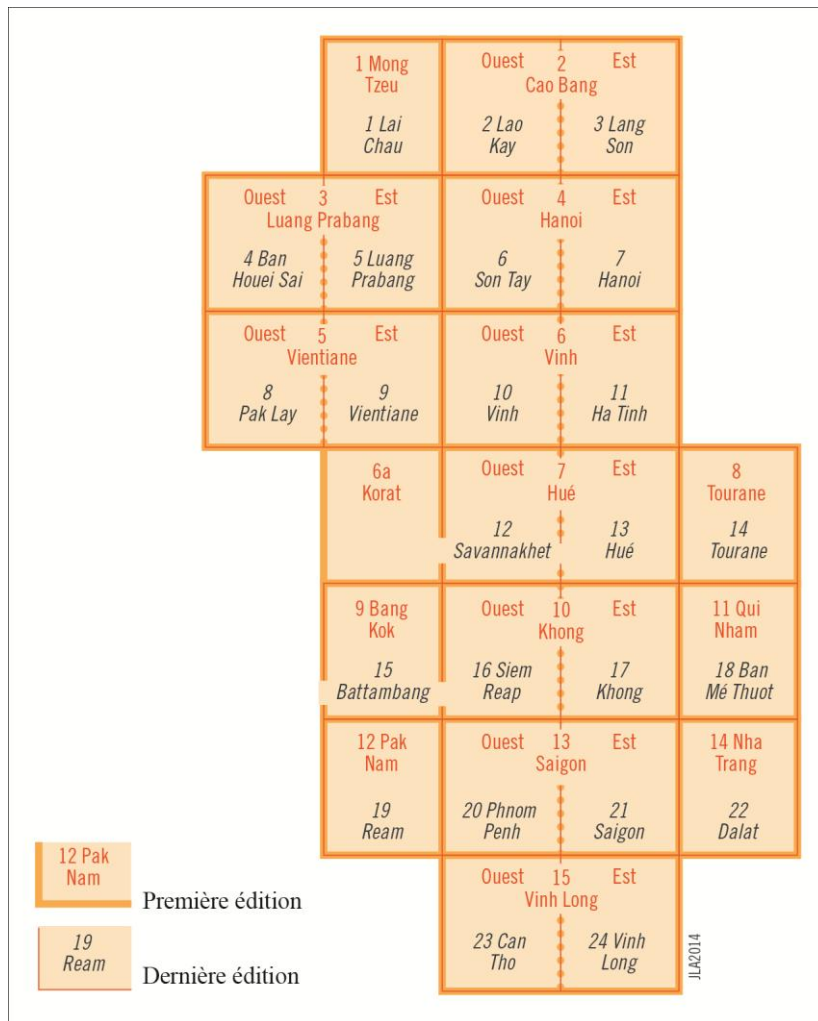 1 Mong
Tzeu
Ouest 2 Est
Cao Bang
1 Lai
Chau
2 Lao
Kay
3 Lang
Son
Ouest 3 Est
Luang Prabang
Ouest 4 Est
Hanoi
4 Ban
Houei Sai
5 Luang
Prabang
6
Son Tay
7
Hanoi
Ouest 5 Est
Vientiane
Ouest 6 Est
Vinh
8
Pak Lay
9
Vientiane
10
Vinh
11
Ha Tinh
6a
Korat
Ouest 7 Est
Hué
8
Tourane
12
Savannakhet
13
Hué
14
Tourane
9 Bang
Kok
Ouest 10 Est
Khong
11 Qui
Nham
15
Battambang
16 Siem
Reap
17
Khong
18 Ban
Mé Thuot
12 Pak
Nam
Ouest 13 Est
Saigon
14 Nha
Trang
19
Ream
20 Phnom
Penh
21
Saigon
22
Dalat
Ouest 15 Est
Vinh Long
23 Can
Tho
24 Vinh
Long
12 Pak
Nam
Première édition
19
Ream
Dernière édition
JLA2014